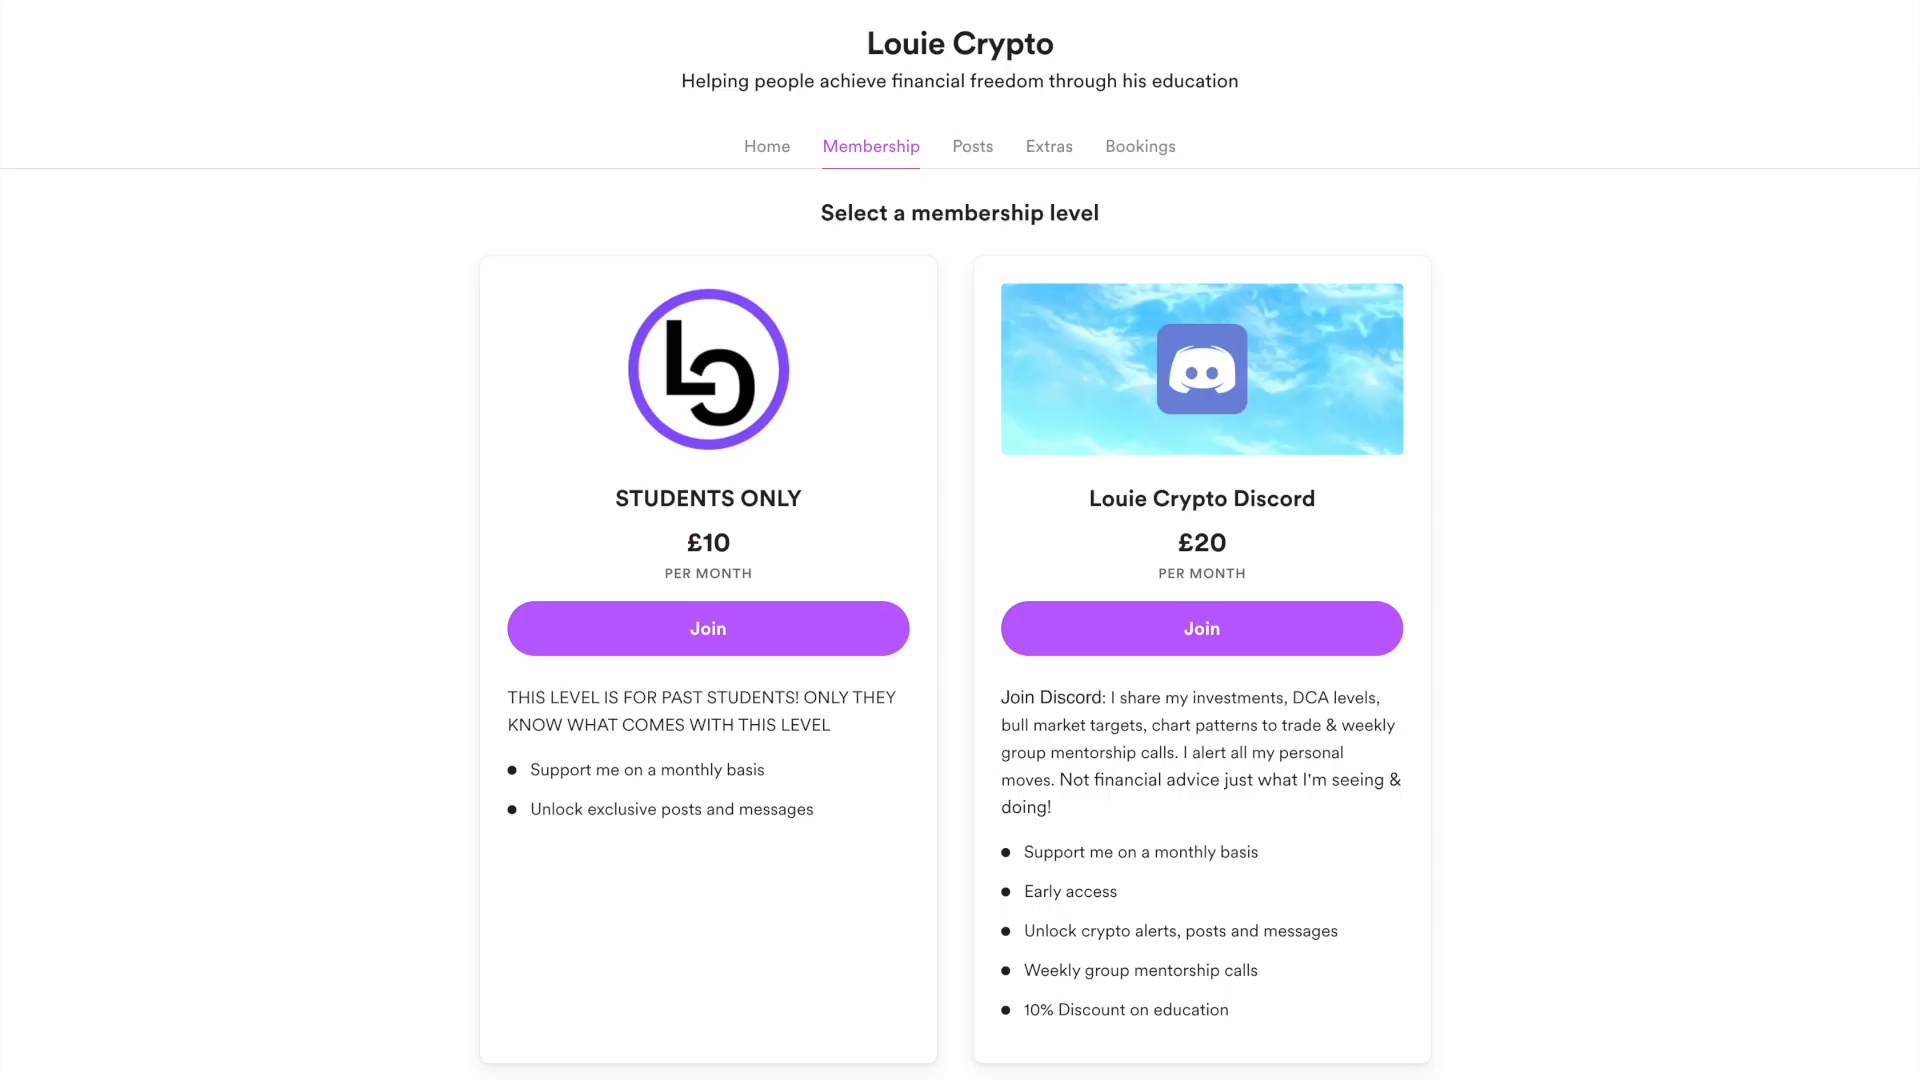 Louie Crypto
Helping people achieve financial freedom through his education
Home Membership Posts Extras Bookings
Select a membership level
STUDENTS ONLY
£10
PER MONTH
Join
THIS LEVEL IS FOR PAST STUDENTS! ONLY THEY
KNOW WHAT COMES WITH THIS LEVEL
Support me on a monthly basis
Unlock exclusive posts and messages
Louie Crypto Discord
£20
PER MONTH
Join
Join Discord: I share my investments, DCA levels,
bull market targets, chart patterns to trade & weekly
group mentorship calls. I alert all my personal
moves. Not financial advice just what I'm seeing &
doing!
Support me on a monthly basis
Early access
Unlock crypto alerts, posts and messages
Weekly group mentorship calls
10% Discount on education